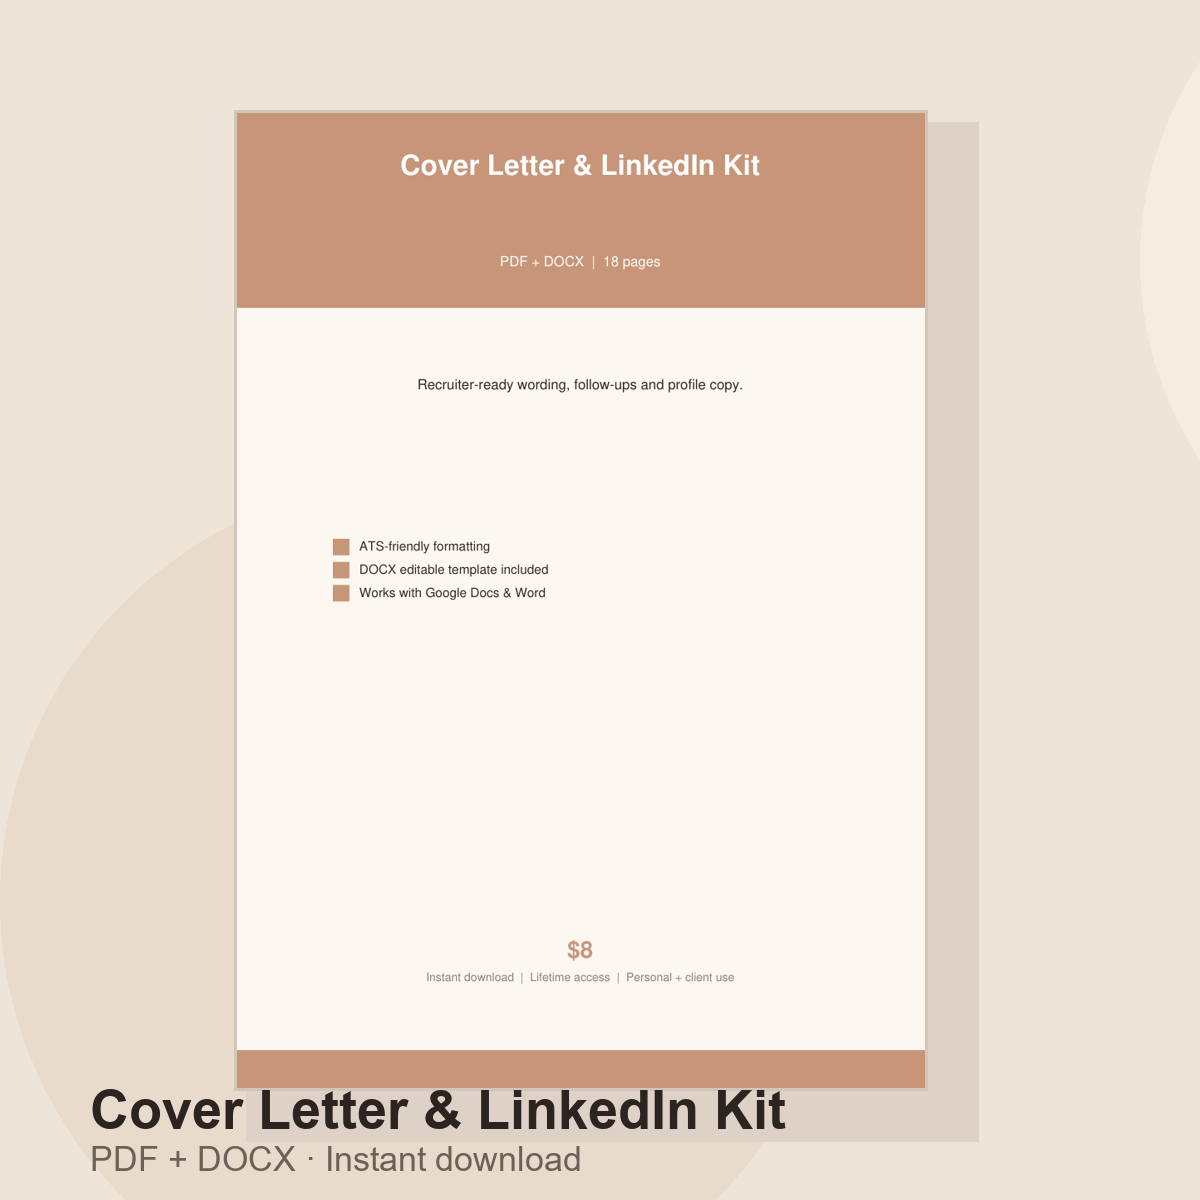 Cover Letter & LinkedIn Kit
PDF + DOCX | 18 pages
Recruiter-ready wording, follow-ups and profile copy.
ATS-friendly formatting
DOCX editable template included
Works with Google Docs & Word
$8
Instant download | Lifetime access | Personal + client use
Cover Letter & LinkedIn Kit
PDF + DOCX · Instant download